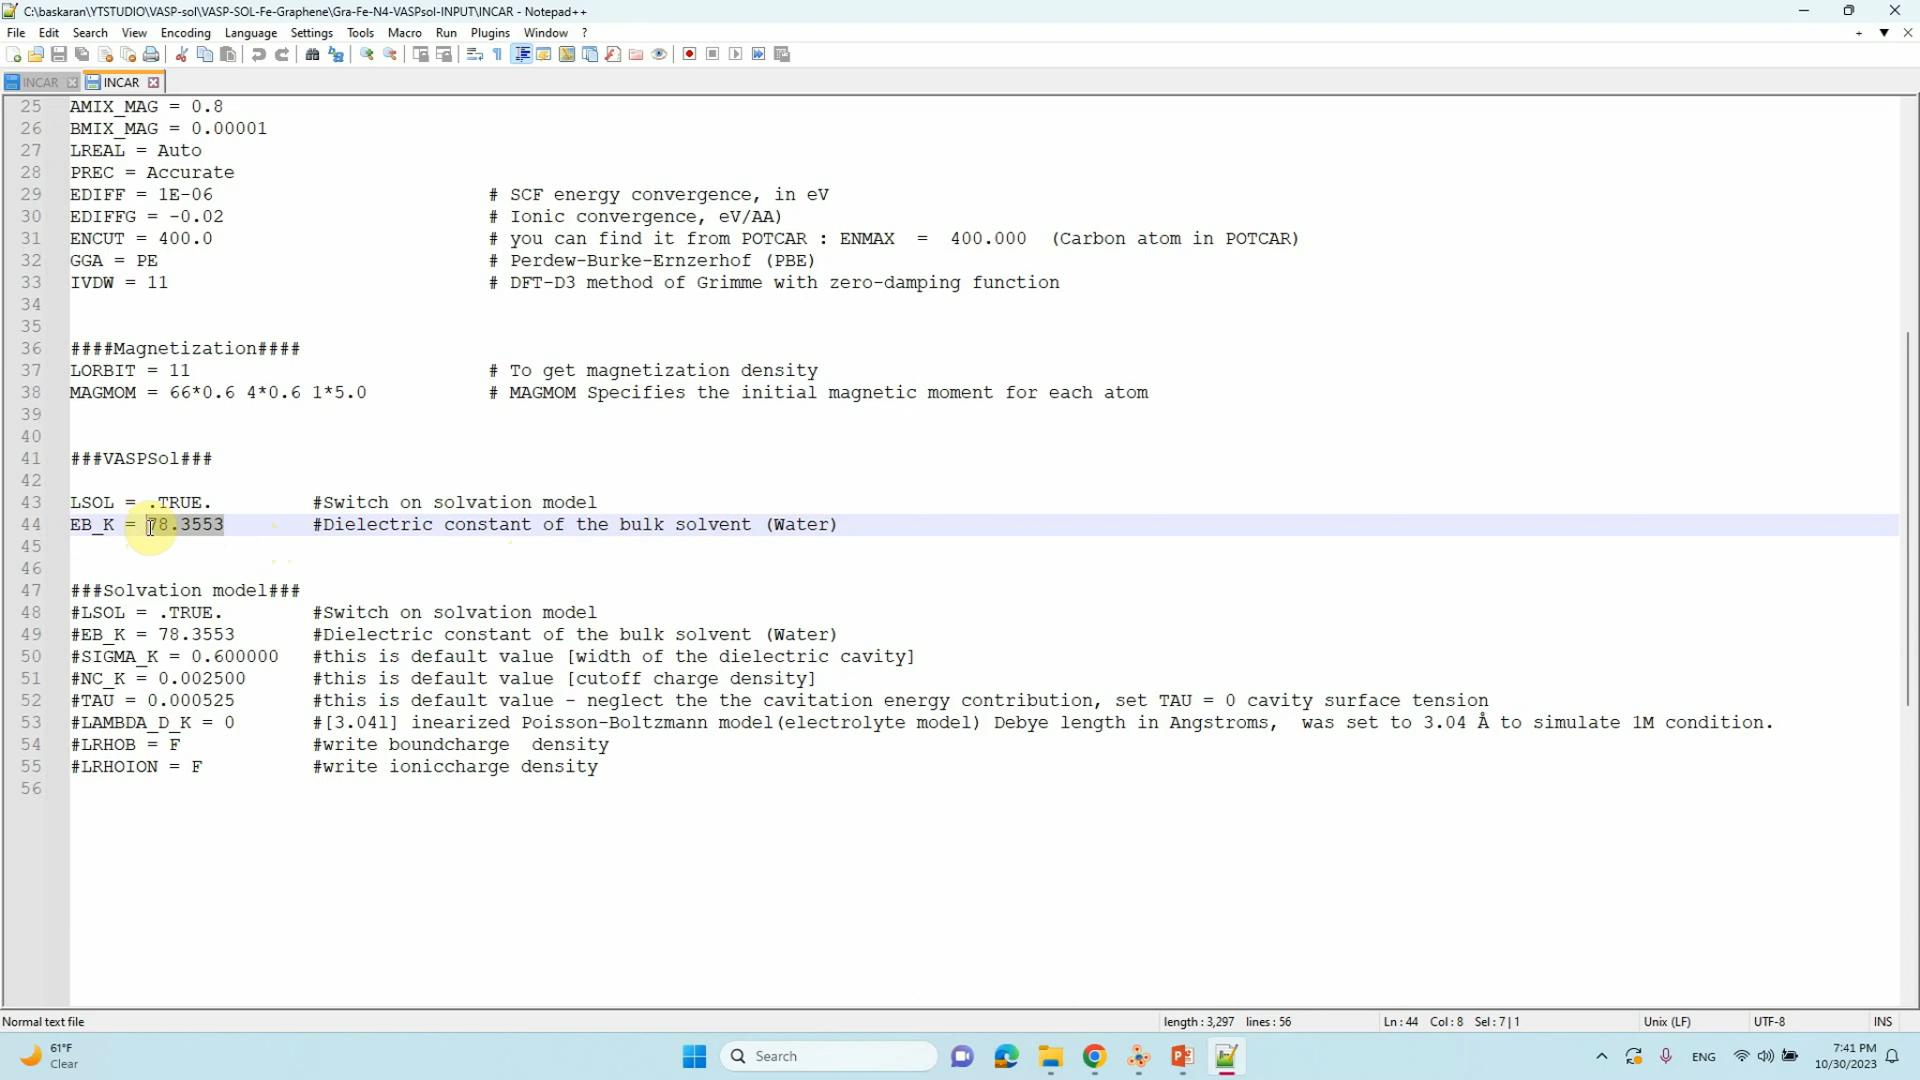 C:\baskaran\YTSTUDIO\VASP-sol\VASP-SOL-Fe-Graphene\Gra-Fe-N4-VASPsol-INPUT\INCAR - Notepad++
File Edit Search View Encoding Language Settings Tools Macro Run Plugins Window ?
INCAR INCAR
25 AMIX_MAG = 0.8
26 BMIX_MAG = 0.00001
27 LREAL = Auto
28 PREC = Accurate
29 EDIFF = 1E-06 # SCF energy convergence, in eV
30 EDIFFG = -0.02 # Ionic convergence, eV/AA)
31 ENCUT = 400.0 # you can find it from POTCAR : ENMAX = 400.000 (Carbon atom in POTCAR)
32 GGA = PE # Perdew-Burke-Ernzerhof (PBE)
33 IVDW = 11 # DFT-D3 method of Grimme with zero-damping function
34
35
36 ####Magnetization####
37 LORBIT = 11 # To get magnetization density
38 MAGMOM = 66*0.6 4*0.6 1*5.0 # MAGMOM Specifies the initial magnetic moment for each atom
39
40
41 ###VASPSol###
42
43 LSOL = .TRUE. #Switch on solvation model
44 EB_K = 78.3553 #Dielectric constant of the bulk solvent (Water)
45
46
47 ###Solvation model###
48 #LSOL = .TRUE. #Switch on solvation model
49 #EB_K = 78.3553 #Dielectric constant of the bulk solvent (Water)
50 #SIGMA_K = 0.600000 #this is default value [width of the dielectric cavity]
51 #NC_K = 0.002500 #this is default value [cutoff charge density]
52 #TAU = 0.000525 #this is default value - neglect the the cavitation energy contribution, set TAU = 0 cavity surface tension
53 #LAMBDA_D_K = 0 #[3.04l] inearized Poisson-Boltzmann model(electrolyte model) Debye length in Angstroms, was set to 3.04 Å to simulate 1M condition.
54 #LRHOB = F #write boundcharge density
55 #LRHOION = F #write ioniccharge density
56
Normal text file length : 3,297 lines : 56 Ln : 44 Col : 8 Sel : 7 | 1 Unix (LF) UTF-8 INS
61°F
Clear
Search
ENG
7:41 PM
10/30/2023